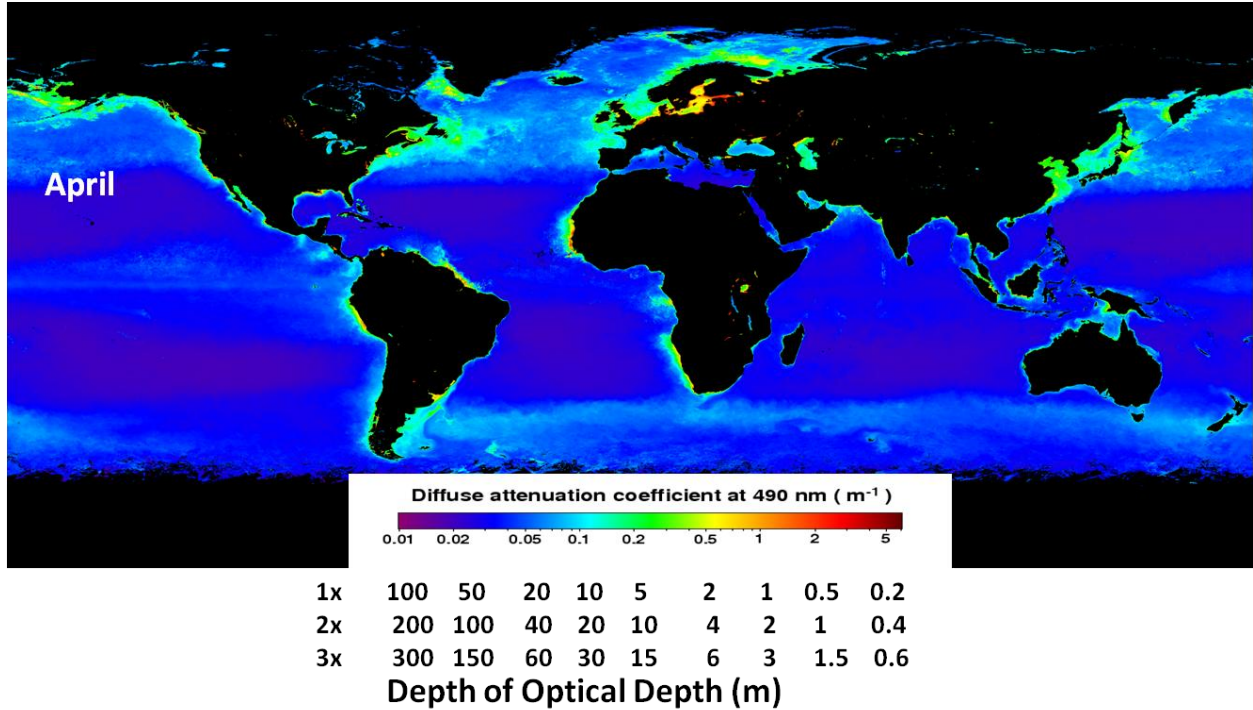 April
Diffuse attenuation coefficient at 490 nm ( m⁻¹ )
0.01 0.02 0.05 0.1 0.2 0.5 1 2 5
1x 100 50 20 10 5 2 1 0.5 0.2
2x 200 100 40 20 10 4 2 1 0.4
3x 300 150 60 30 15 6 3 1.5 0.6
Depth of Optical Depth (m)